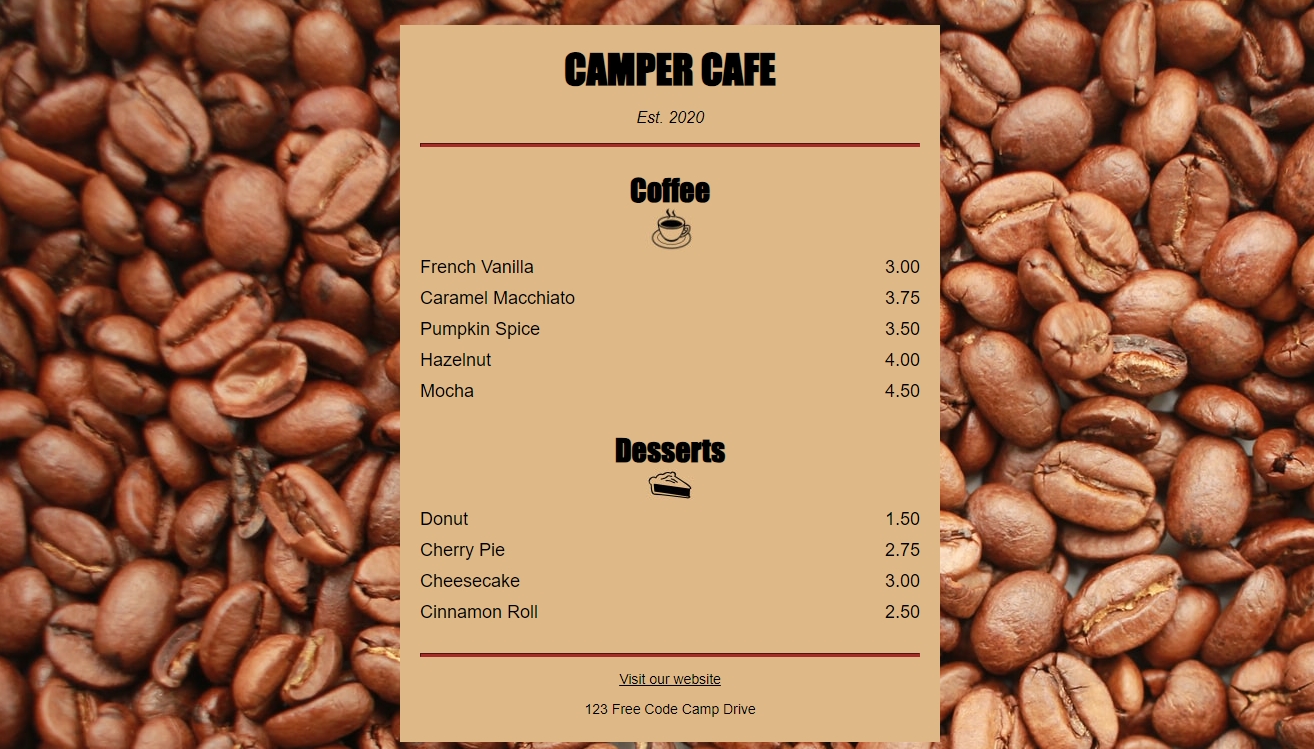 CAMPER CAFE
Est. 2020
Coffee
French Vanilla 3.00
Caramel Macchiato 3.75
Pumpkin Spice 3.50
Hazelnut 4.00
Mocha 4.50
Desserts
Donut 1.50
Cherry Pie 2.75
Cheesecake 3.00
Cinnamon Roll 2.50
Visit our website
123 Free Code Camp Drive